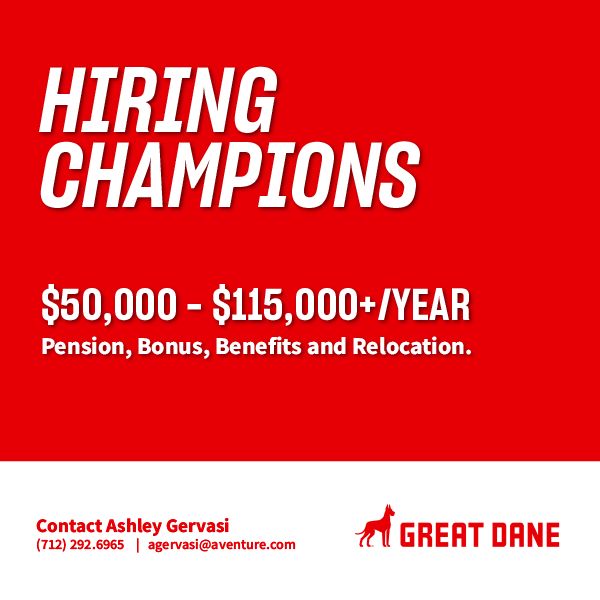 HIRING
CHAMPIONS
$50,000 - $115,000+/YEAR
Pension, Bonus, Benefits and Relocation.
Contact Ashley Gervasi
(712) 292.6965 | agervasi@aventure.com
GREAT DANE